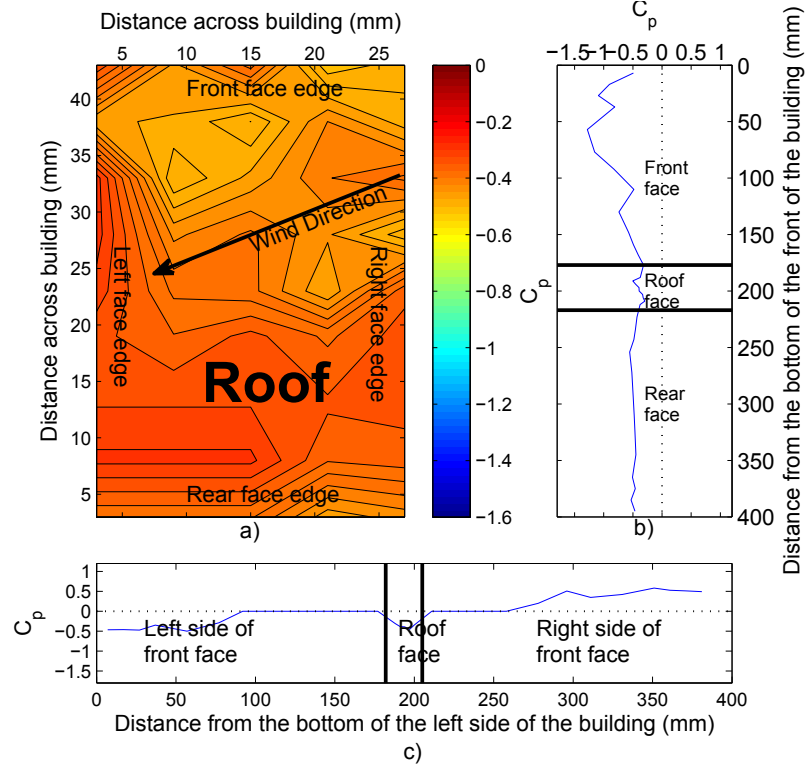 Distance across building (mm)
5 10 15 20 25
Distance across building (mm)
40
35
30
25
20
15
10
5
Front face edge
Wind Direction
Left face edge
Right face edge
Roof
Rear face edge
a)
0
−0.2
−0.4
−0.6
−0.8
−1
−1.2
−1.4
−1.6
Cp
Cp
−1.5 −1 −0.5 0 0.5 1
0
50
100
150
200
250
300
350
400
Distance from the bottom of the front of the building (mm)
Front
face
Roof
face
Rear
face
b)
Cp
1
0.5
0
−0.5
−1
−1.5
Left side of
front face
Roof
face
Right side of
front face
0 50 100 150 200 250 300 350 400
Distance from the bottom of the left side of the building (mm)
c)